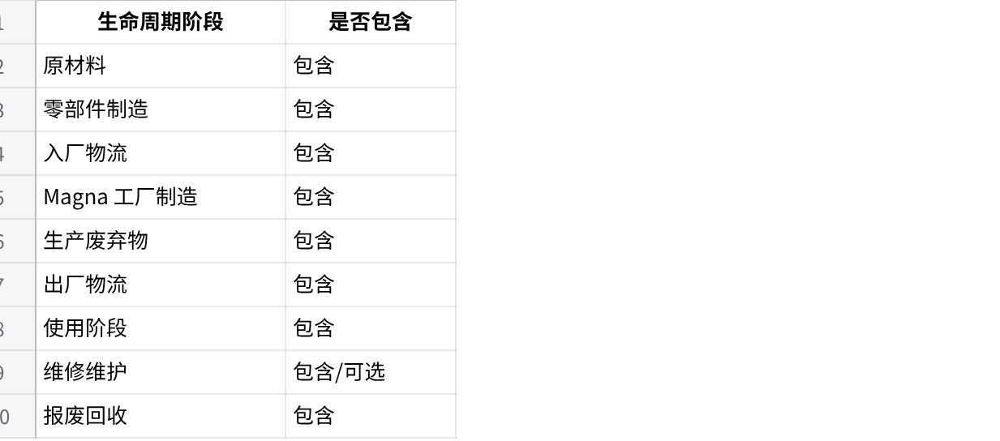 1 生命周期阶段 是否包含
2 原材料 包含
3 零部件制造 包含
4 入厂物流 包含
5 Magna 工厂制造 包含
6 生产废弃物 包含
7 出厂物流 包含
8 使用阶段 包含
9 维修维护 包含/可选
0 报废回收 包含